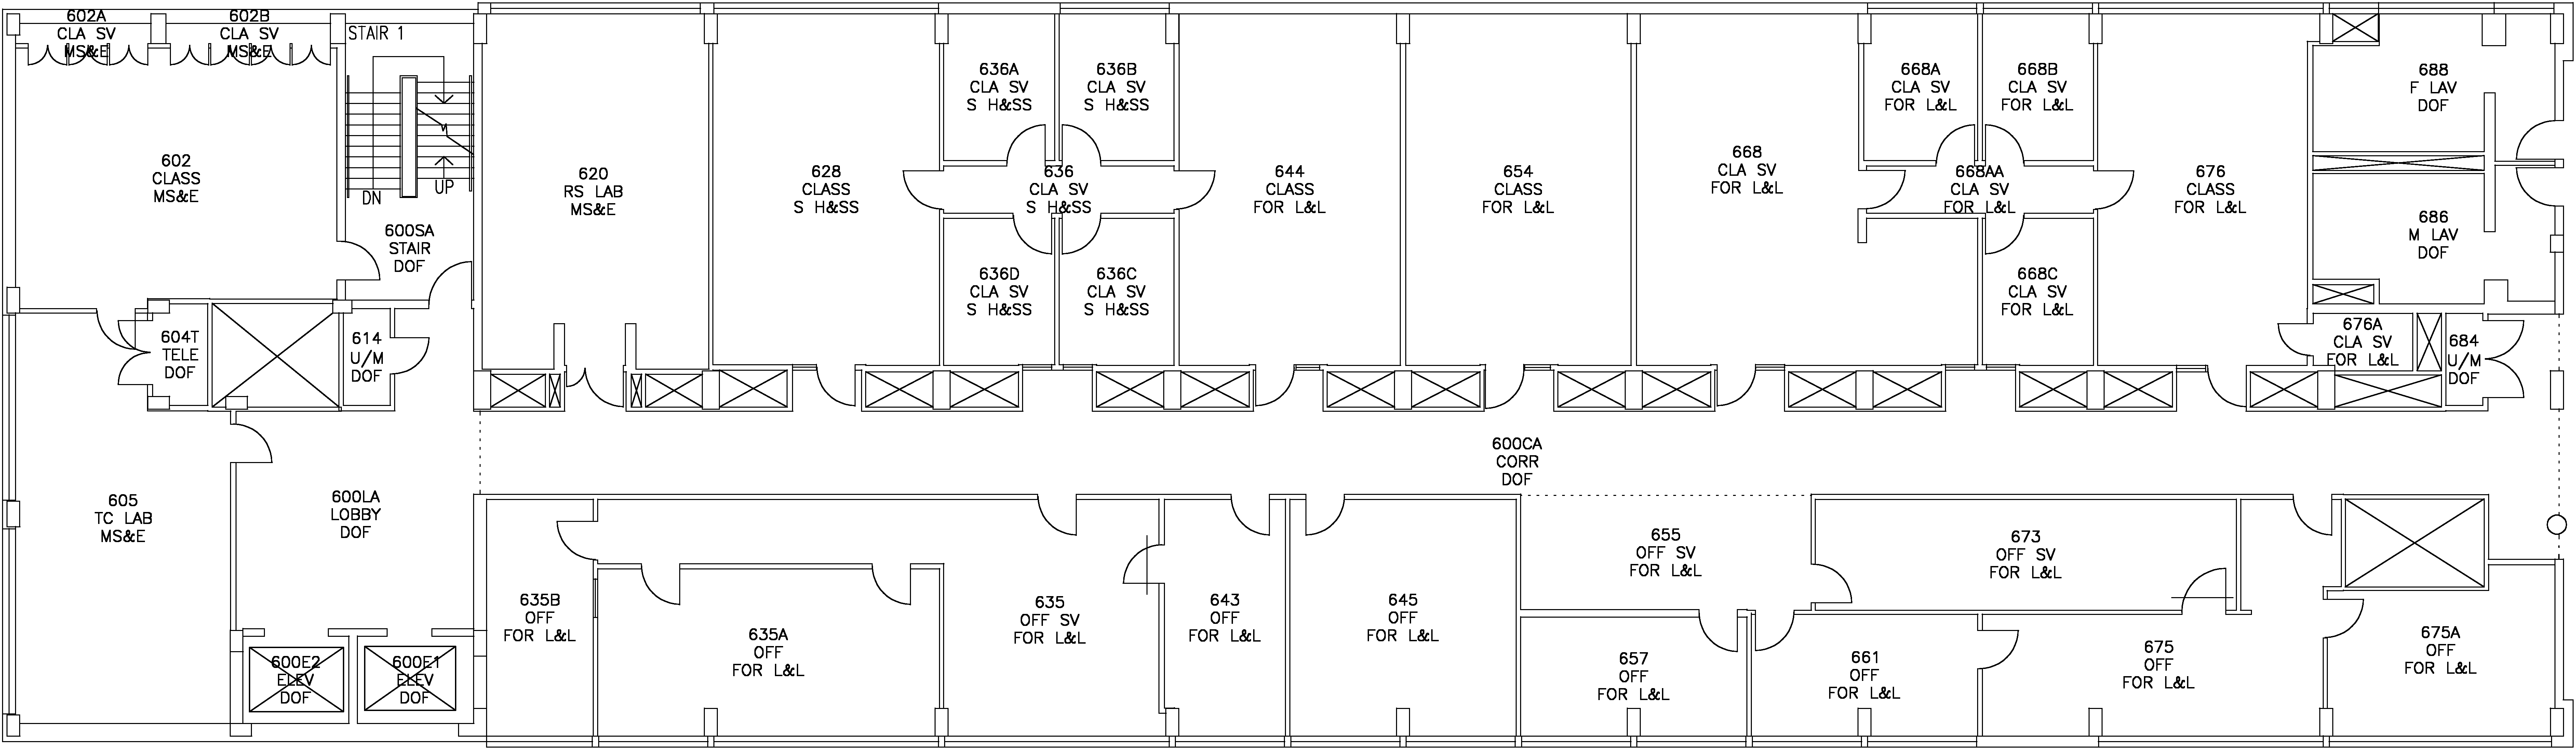 602A
CLA SV
MS&E
602B
CLA SV
MS&E
STAIR 1
DN
UP
602
CLASS
MS&E
600SA
STAIR
DOF
604T
TELE
DOF
614
U/M
DOF
605
TC LAB
MS&E
600LA
LOBBY
DOF
600E2
ELEV
DOF
600E1
ELEV
DOF
620
RS LAB
MS&E
628
CLASS
S H&SS
636A
CLA SV
S H&SS
636B
CLA SV
S H&SS
636
CLA SV
S H&SS
636D
CLA SV
S H&SS
636C
CLA SV
S H&SS
644
CLASS
FOR L&L
654
CLASS
FOR L&L
668
CLA SV
FOR L&L
668A
CLA SV
FOR L&L
668B
CLA SV
FOR L&L
668AA
CLA SV
FOR L&L
668C
CLA SV
FOR L&L
676
CLASS
FOR L&L
688
F LAV
DOF
686
M LAV
DOF
676A
CLA SV
FOR L&L
684
U/M
DOF
600CA
CORR
DOF
635B
OFF
FOR L&L
635A
OFF
FOR L&L
635
OFF SV
FOR L&L
643
OFF
FOR L&L
645
OFF
FOR L&L
655
OFF SV
FOR L&L
657
OFF
FOR L&L
661
OFF
FOR L&L
673
OFF SV
FOR L&L
675
OFF
FOR L&L
675A
OFF
FOR L&L